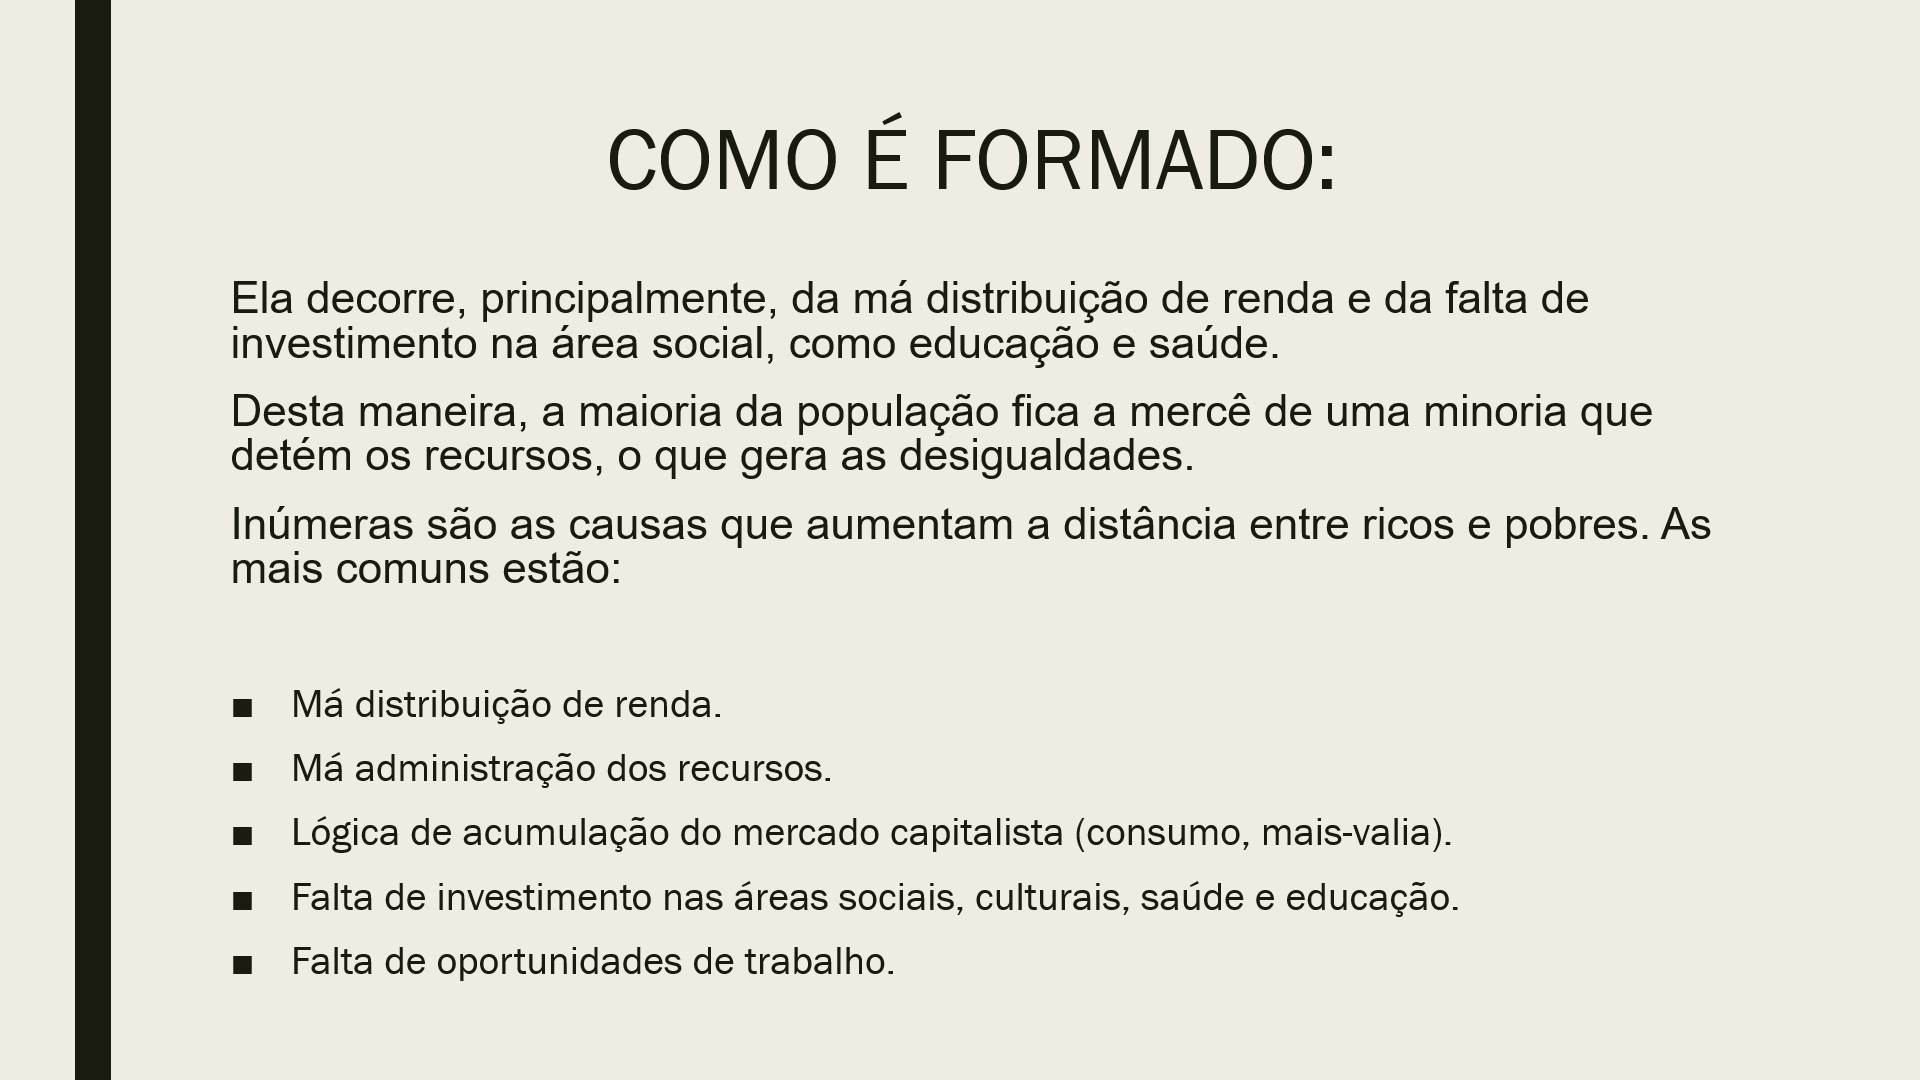 COMO É FORMADO:
Ela decorre, principalmente, da má distribuição de renda e da falta de
investimento na área social, como educação e saúde.
Desta maneira, a maioria da população fica a mercê de uma minoria que
detém os recursos, o que gera as desigualdades.
Inúmeras são as causas que aumentam a distância entre ricos e pobres. As
mais comuns estão:
■ Má distribuição de renda.
■ Má administração dos recursos.
■ Lógica de acumulação do mercado capitalista (consumo, mais-valia).
■ Falta de investimento nas áreas sociais, culturais, saúde e educação.
■ Falta de oportunidades de trabalho.